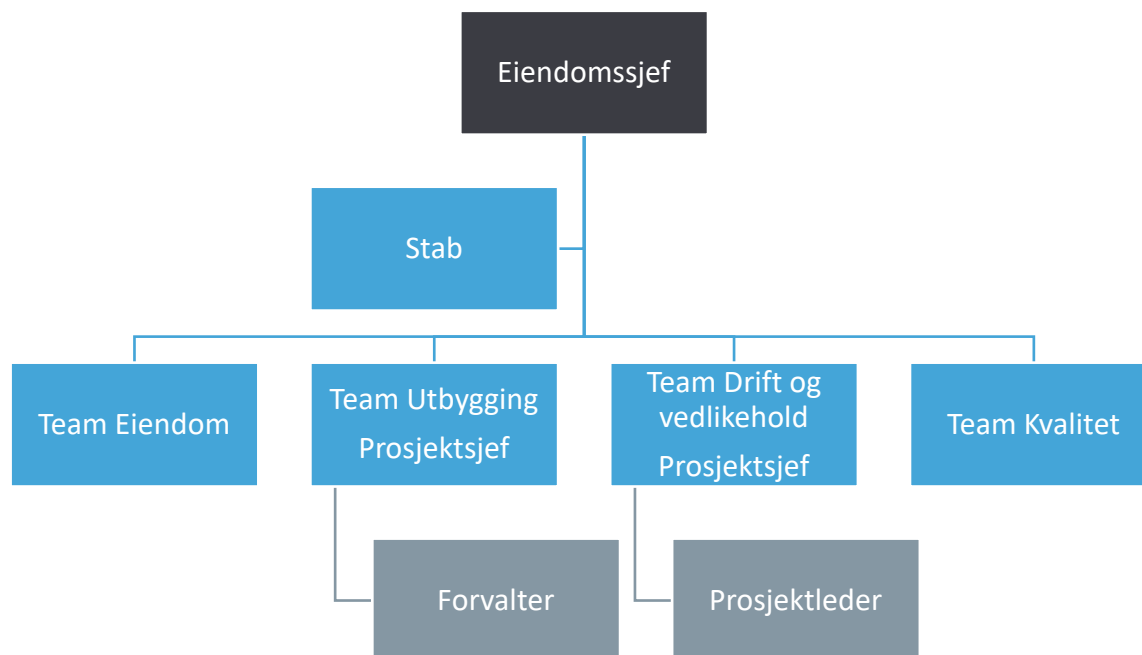 Eiendomssjef
Stab
Team Eiendom
Team Utbygging
Prosjektsjef
Team Drift og
vedlikehold
Prosjektsjef
Team Kvalitet
Forvalter
Prosjektleder